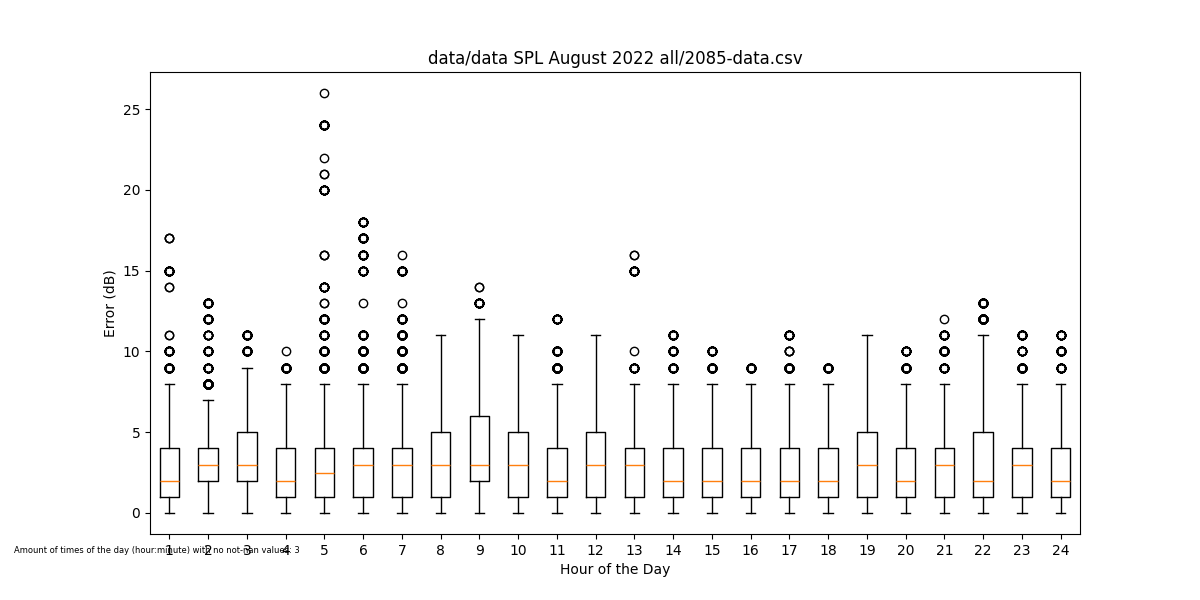 data/data SPL August 2022 all/2085-data.csv
Error (dB)
25
20
15
10
5
0
1 2 3 4 5 6 7 8 9 10 11 12 13 14 15 16 17 18 19 20 21 22 23 24
Amount of times of the day (hour:minute) with no not-nan values: 3
Hour of the Day